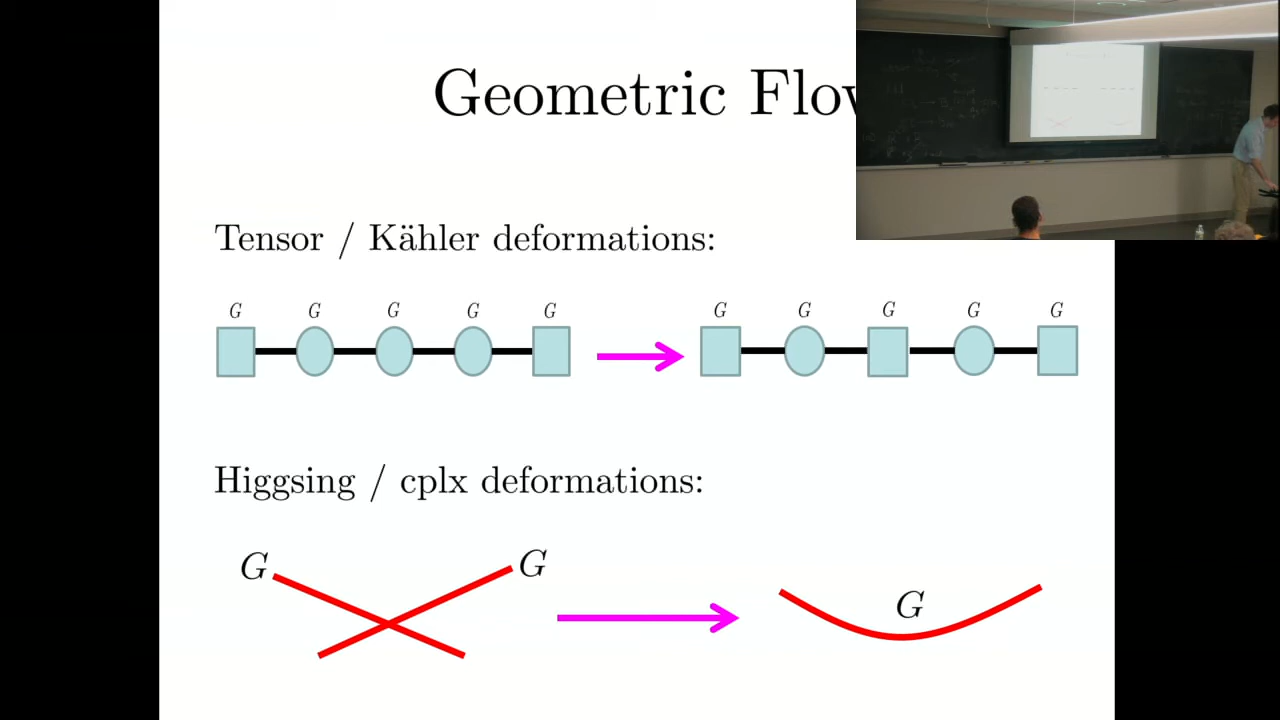 Geometric Flow
Tensor / Kähler deformations:
G G G G G G G G G G
Higgsing / cplx deformations:
G G
G